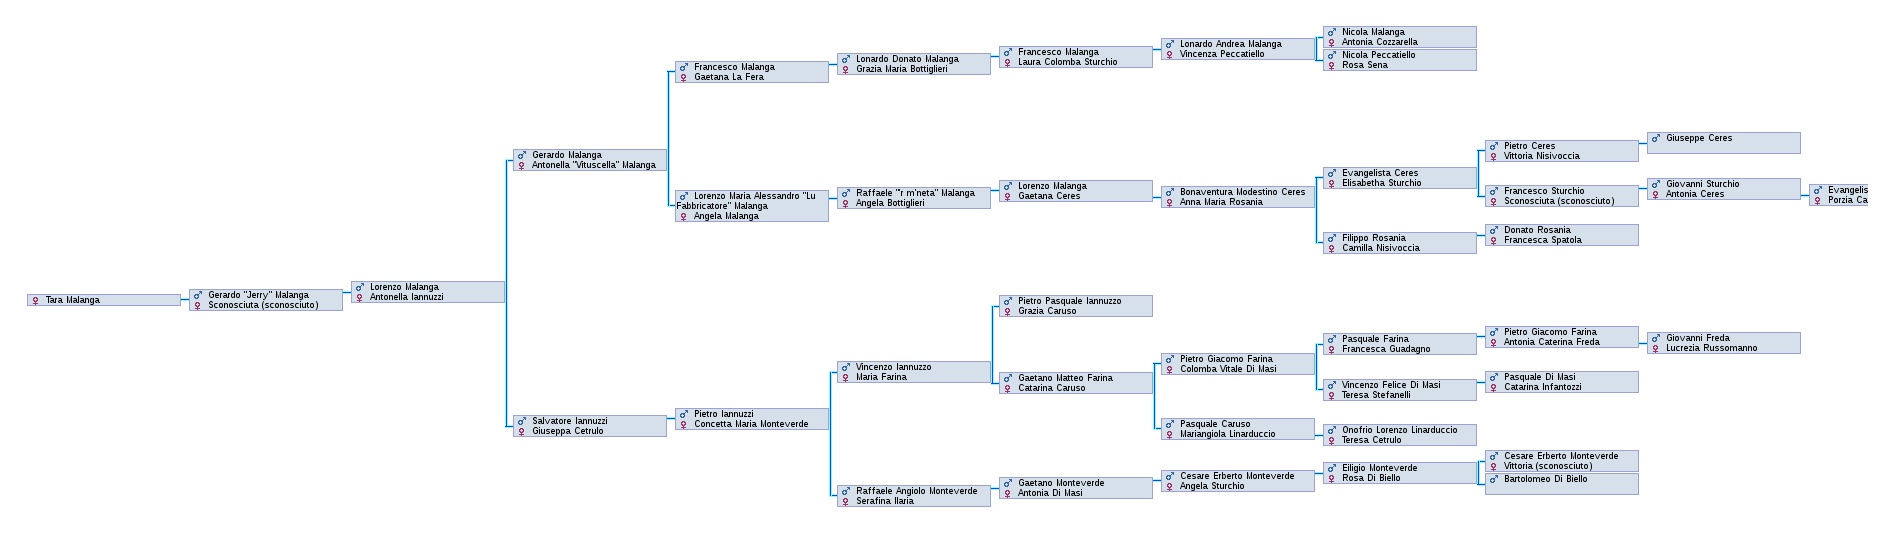 Tara Malanga
Gerardo "Jerry" Malanga
Sconosciuta (sconosciuto)
Lorenzo Malanga
Antonella Iannuzzi
Gerardo Malanga
Antonella "Vituscella" Malanga
Salvatore Iannuzzi
Giuseppa Cetrulo
Francesco Malanga
Gaetana La Fera
Lorenzo Maria Alessandro "Lu
Fabbricatore" Malanga
Angela Malanga
Pietro Iannuzzi
Concetta Maria Monteverde
Lonardo Donato Malanga
Grazia Maria Bottiglieri
Raffaele "'r m'neta" Malanga
Angela Bottiglieri
Vincenzo Iannuzzo
Maria Farina
Raffaele Angiolo Monteverde
Serafina Ilaria
Francesco Malanga
Laura Colomba Sturchio
Lorenzo Malanga
Gaetana Ceres
Pietro Pasquale Iannuzzo
Grazia Caruso
Gaetano Matteo Farina
Catarina Caruso
Gaetano Monteverde
Antonia Di Masi
Lonardo Andrea Malanga
Vincenza Peccatiello
Bonaventura Modestino Ceres
Anna Maria Rosania
Pietro Giacomo Farina
Colomba Vitale Di Masi
Pasquale Caruso
Mariangiola Linarduccio
Cesare Erberto Monteverde
Angela Sturchio
Nicola Malanga
Antonia Cozzarella
Nicola Peccatiello
Rosa Sena
Evangelista Ceres
Elisabetha Sturchio
Filippo Rosania
Camilla Nisivoccia
Pasquale Farina
Francesca Guadagno
Vincenzo Felice Di Masi
Teresa Stefanelli
Onofrio Lorenzo Linarduccio
Teresa Cetrulo
Eiligio Monteverde
Rosa Di Biello
Pietro Ceres
Vittoria Nisivoccia
Francesco Sturchio
Sconosciuta (sconosciuto)
Donato Rosania
Francesca Spatola
Pietro Giacomo Farina
Antonia Caterina Freda
Pasquale Di Masi
Catarina Infantozzi
Cesare Erberto Monteverde
Vittoria (sconosciuto)
Bartolomeo Di Biello
Giuseppe Ceres
Giovanni Sturchio
Antonia Ceres
Giovanni Freda
Lucrezia Russomanno
Evangelis
Porzia Ca